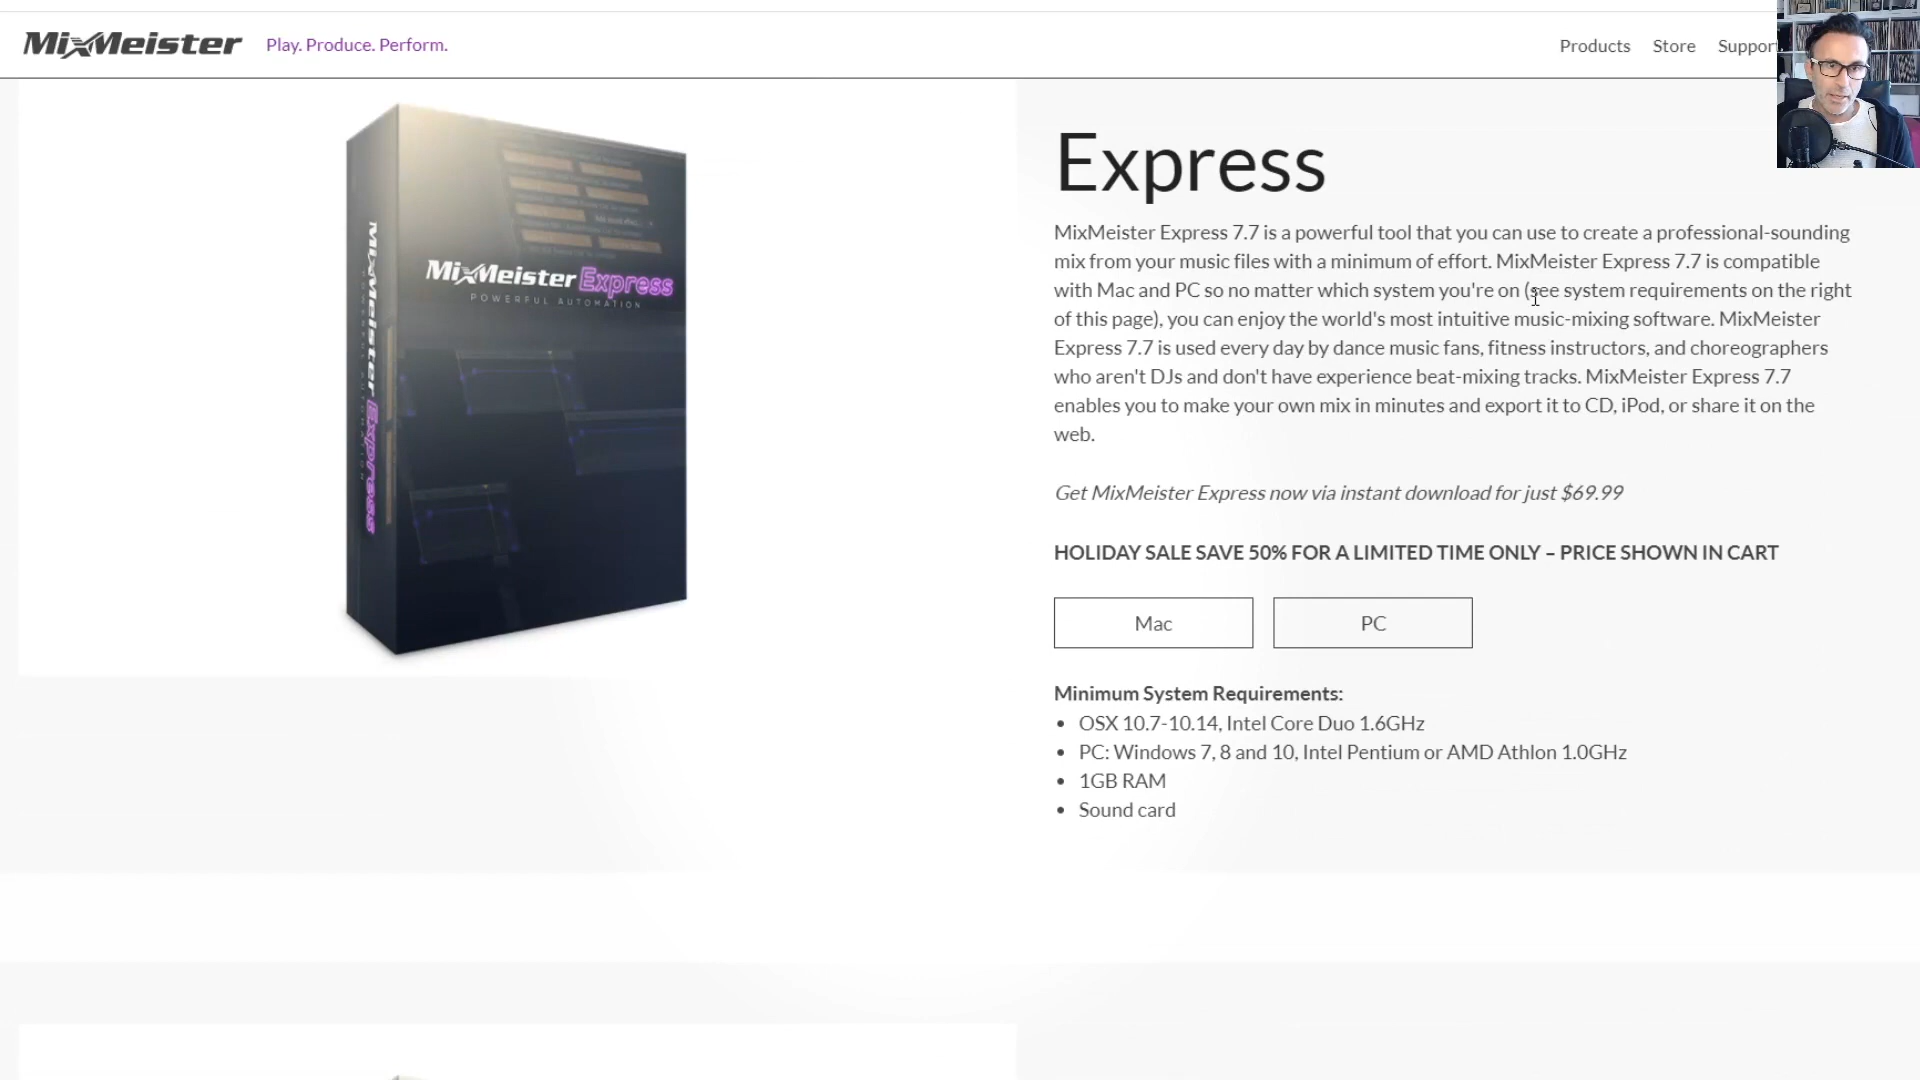 MixMeister
Play. Produce. Perform.
Products
Store
Support
MixMeister Express
POWERFUL AUTOMATION
MixMeister Express
Express
MixMeister Express 7.7 is a powerful tool that you can use to create a professional-sounding
mix from your music files with a minimum of effort. MixMeister Express 7.7 is compatible
with Mac and PC so no matter which system you're on (see system requirements on the right
of this page), you can enjoy the world's most intuitive music-mixing software. MixMeister
Express 7.7 is used every day by dance music fans, fitness instructors, and choreographers
who aren't DJs and don't have experience beat-mixing tracks. MixMeister Express 7.7
enables you to make your own mix in minutes and export it to CD, iPod, or share it on the
web.
Get MixMeister Express now via instant download for just $69.99
HOLIDAY SALE SAVE 50% FOR A LIMITED TIME ONLY – PRICE SHOWN IN CART
Mac
PC
Minimum System Requirements:
• OSX 10.7-10.14, Intel Core Duo 1.6GHz
• PC: Windows 7, 8 and 10, Intel Pentium or AMD Athlon 1.0GHz
• 1GB RAM
• Sound card